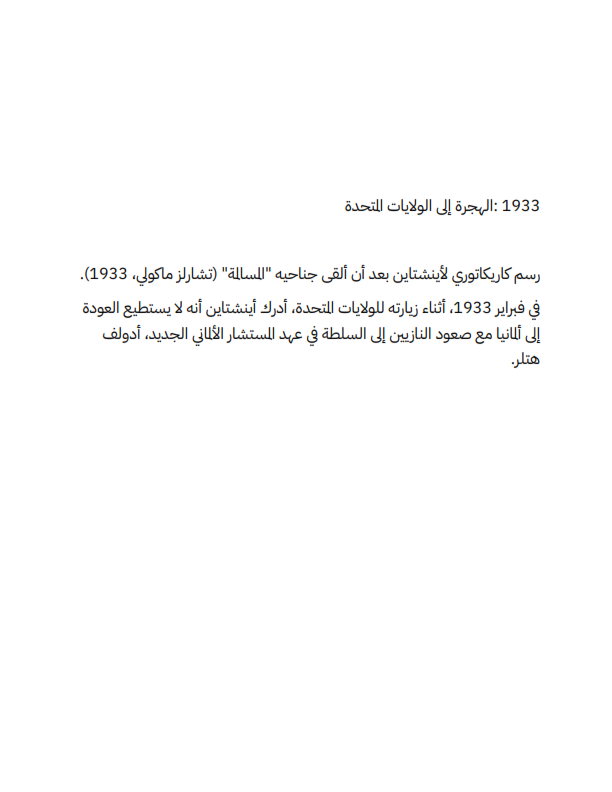 1933 :الهجرة إلى الولايات المتحدة
رسم كاريكاتوري لأينشتاين بعد أن ألقى جناحيه "المسالمة" (تشارلز ماكولي، 1933).
في فبراير 1933، أثناء زيارته للولايات المتحدة، أدرك أينشتاين أنه لا يستطيع العودة
إلى ألمانيا مع صعود النازيين إلى السلطة في عهد المستشار الألماني الجديد، أدولف
هتلر.